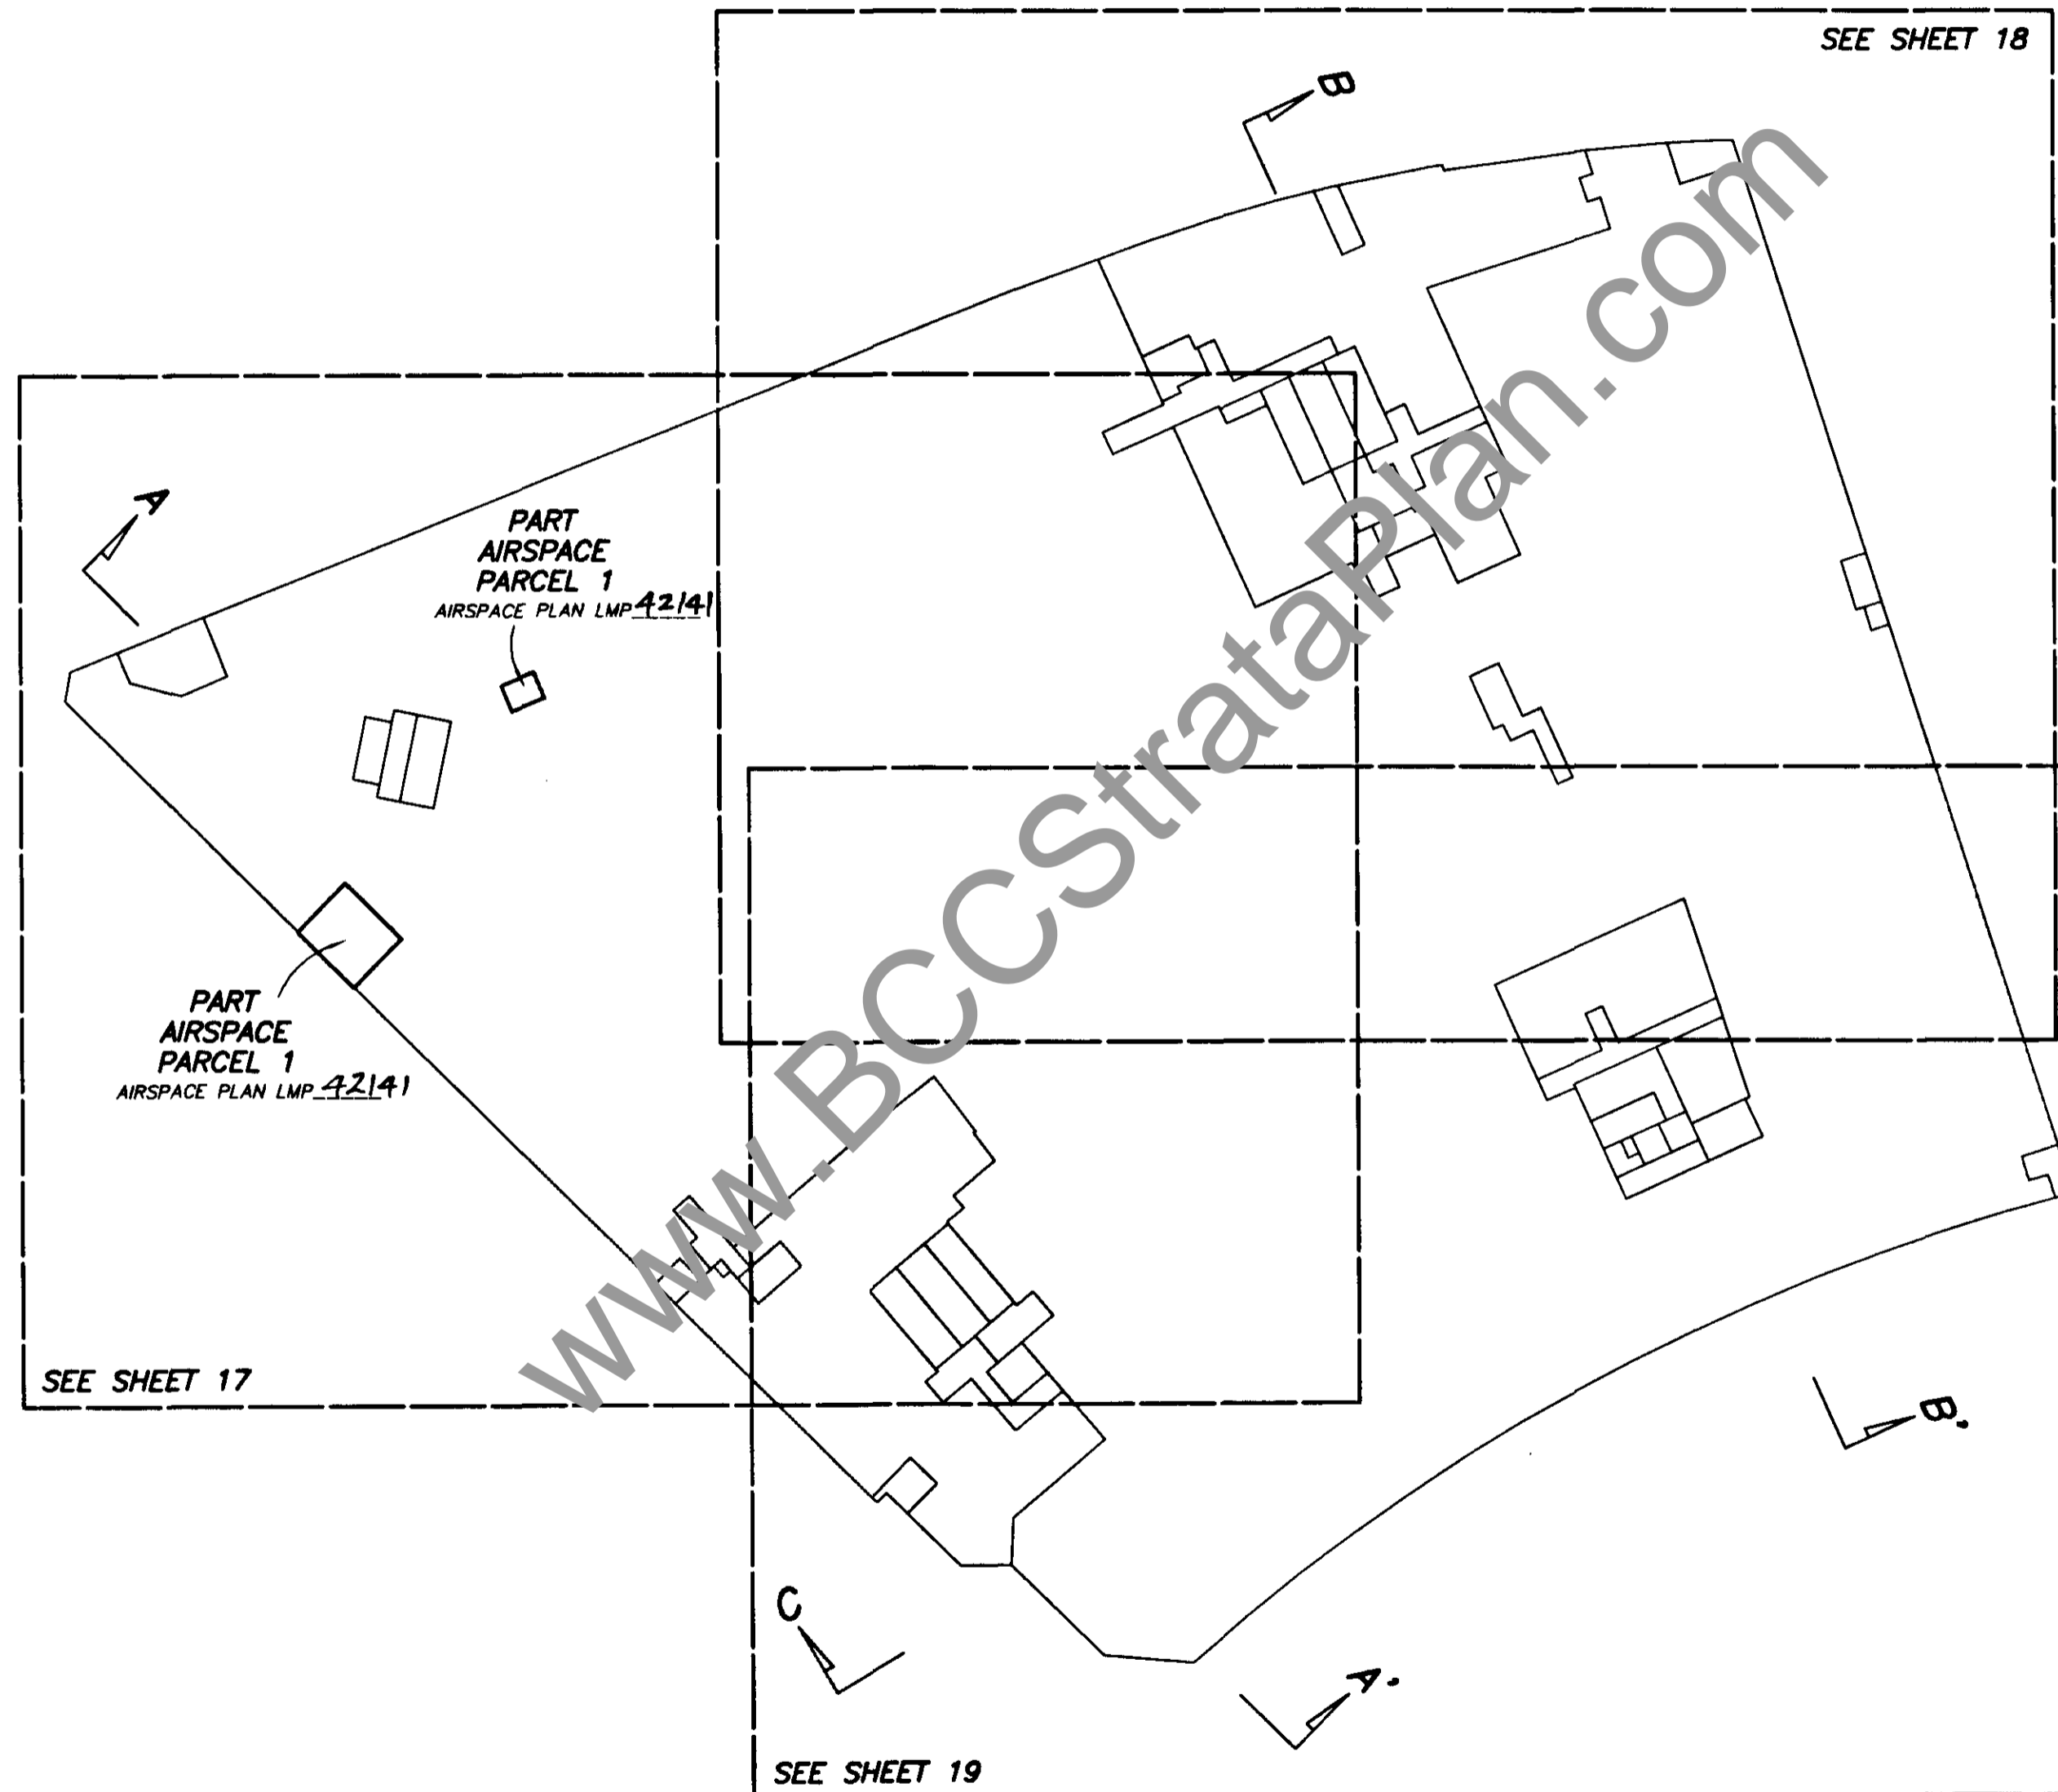 SEE SHEET 18
B
A
PART
AIRSPACE
PARCEL 1
AIRSPACE PLAN LMP 42141
PART
AIRSPACE
PARCEL 1
AIRSPACE PLAN LMP 42141
www.BCCStrataPlan.com
SEE SHEET 17
B'
C
A'
SEE SHEET 19